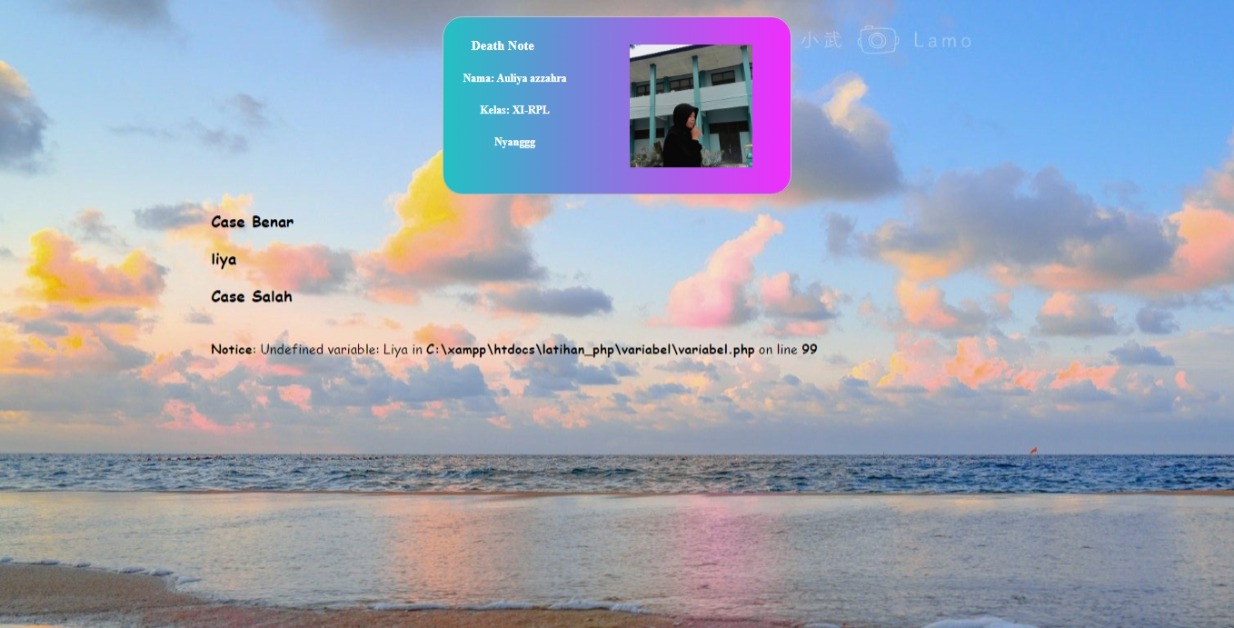 小武 Lamo
Death Note
Nama: Auliya azzahra
Kelas: XI-RPL
Nyanggg
Case Benar
liya
Case Salah
Notice: Undefined variable: Liya in C:\xampp\htdocs\latihan_php\variabel\variabel.php on line 99